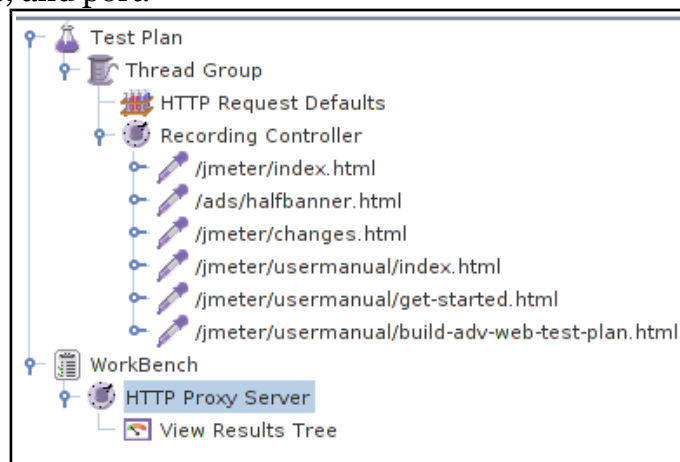 , and port.
Test Plan
Thread Group
HTTP Request Defaults
Recording Controller
/jmeter/index.html
/ads/halfbanner.html
/jmeter/changes.html
/jmeter/usermanual/index.html
/jmeter/usermanual/get-started.html
/jmeter/usermanual/build-adv-web-test-plan.html
WorkBench
HTTP Proxy Server
View Results Tree